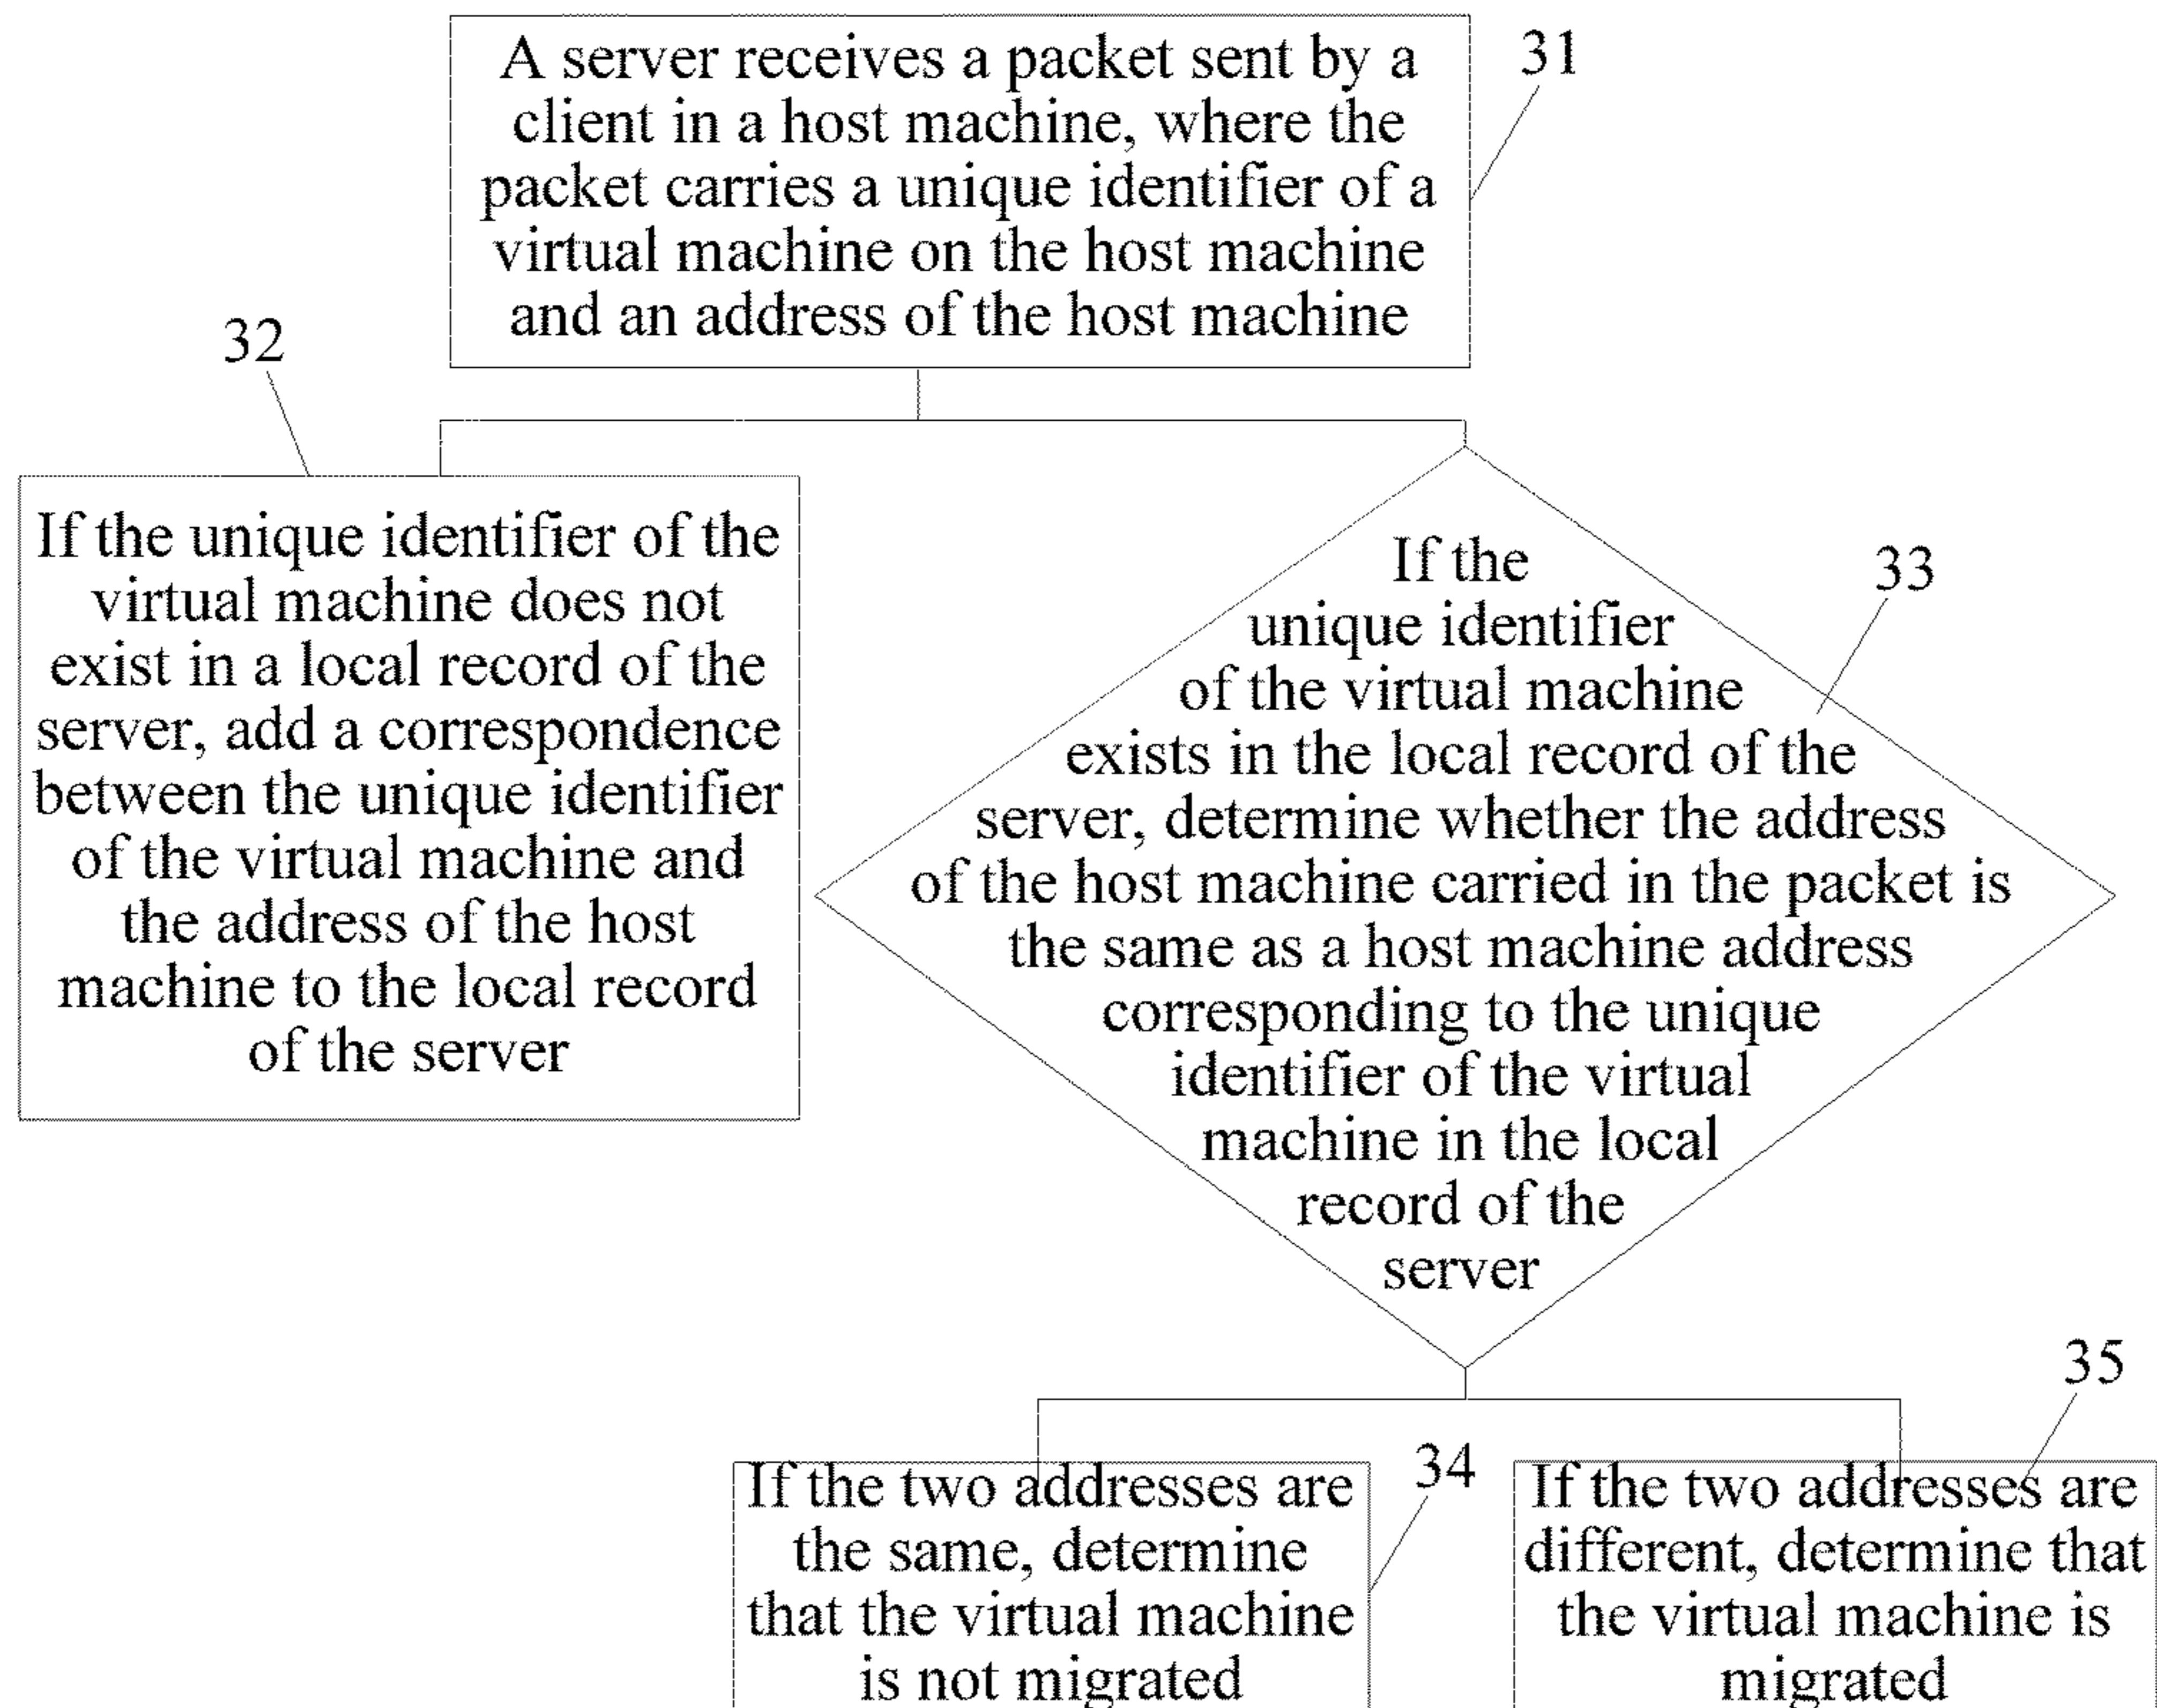 A server receives a packet sent by a
client in a host machine, where the
packet carries a unique identifier of a
virtual machine on the host machine
and an address of the host machine
31
32
If the unique identifier of the
virtual machine does not
exist in a local record of the
server, add a correspondence
between the unique identifier
of the virtual machine and
the address of the host
machine to the local record
of the server
If the
unique identifier
of the virtual machine
exists in the local record of the
server, determine whether the address
of the host machine carried in the packet is
the same as a host machine address
corresponding to the unique
identifier of the virtual
machine in the local
record of the
server
33
If the two addresses are
the same, determine
that the virtual machine
is not migrated
34
If the two addresses are
different, determine that
the virtual machine is
migrated
35